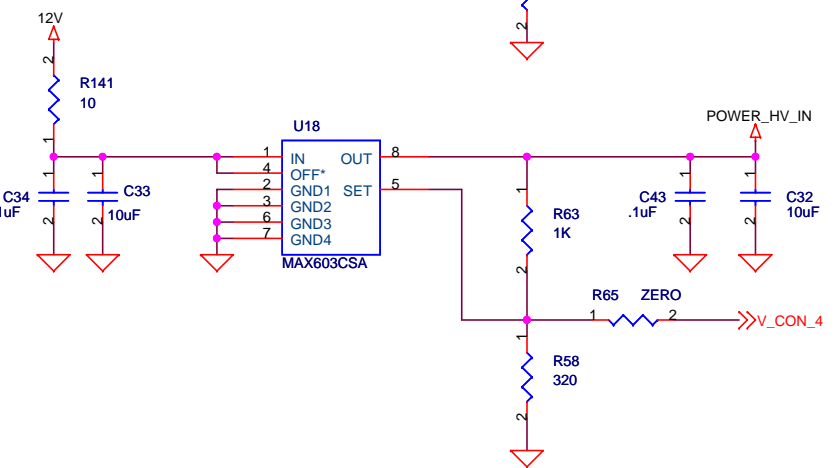 2
12V
2
R141
10
1
U18
POWER_HV_IN
1 IN OUT 8
4 OFF*
2 GND1 SET 5
3 GND2
6 GND3
7 GND4
MAX603CSA
1
C34
1uF
2
1
C33
10uF
2
1
R63
1K
2
1
C43
.1uF
2
1
C32
10uF
2
R65 ZERO
1 2
V_CON_4
1
R58
320
2